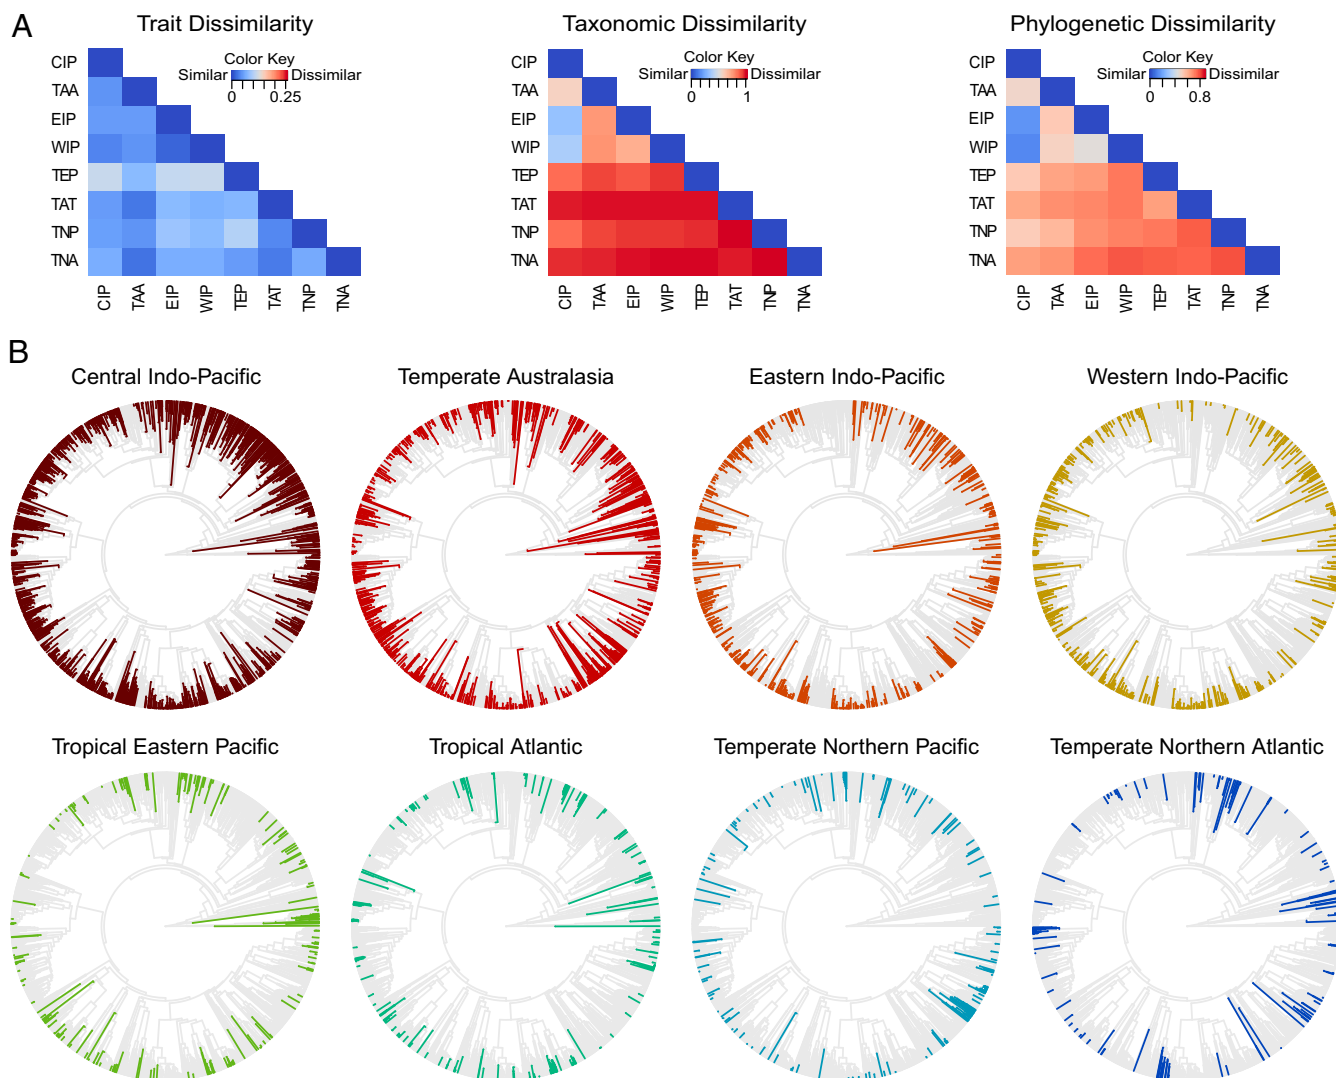 A
Trait Dissimilarity
Taxonomic Dissimilarity
Phylogenetic Dissimilarity
Color Key
Similar
Dissimilar
0
0.25
CIP
TAA
EIP
WIP
TEP
TAT
TNP
TNA
CIP
TAA
EIP
WIP
TEP
TAT
TNP
TNA
Color Key
Similar
Dissimilar
0
1
CIP
TAA
EIP
WIP
TEP
TAT
TNP
TNA
CIP
TAA
EIP
WIP
TEP
TAT
TNP
TNA
Color Key
Similar
Dissimilar
0
0.8
CIP
TAA
EIP
WIP
TEP
TAT
TNP
TNA
CIP
TAA
EIP
WIP
TEP
TAT
TNP
TNA
B
Central Indo-Pacific
Temperate Australasia
Eastern Indo-Pacific
Western Indo-Pacific
Tropical Eastern Pacific
Tropical Atlantic
Temperate Northern Pacific
Temperate Northern Atlantic